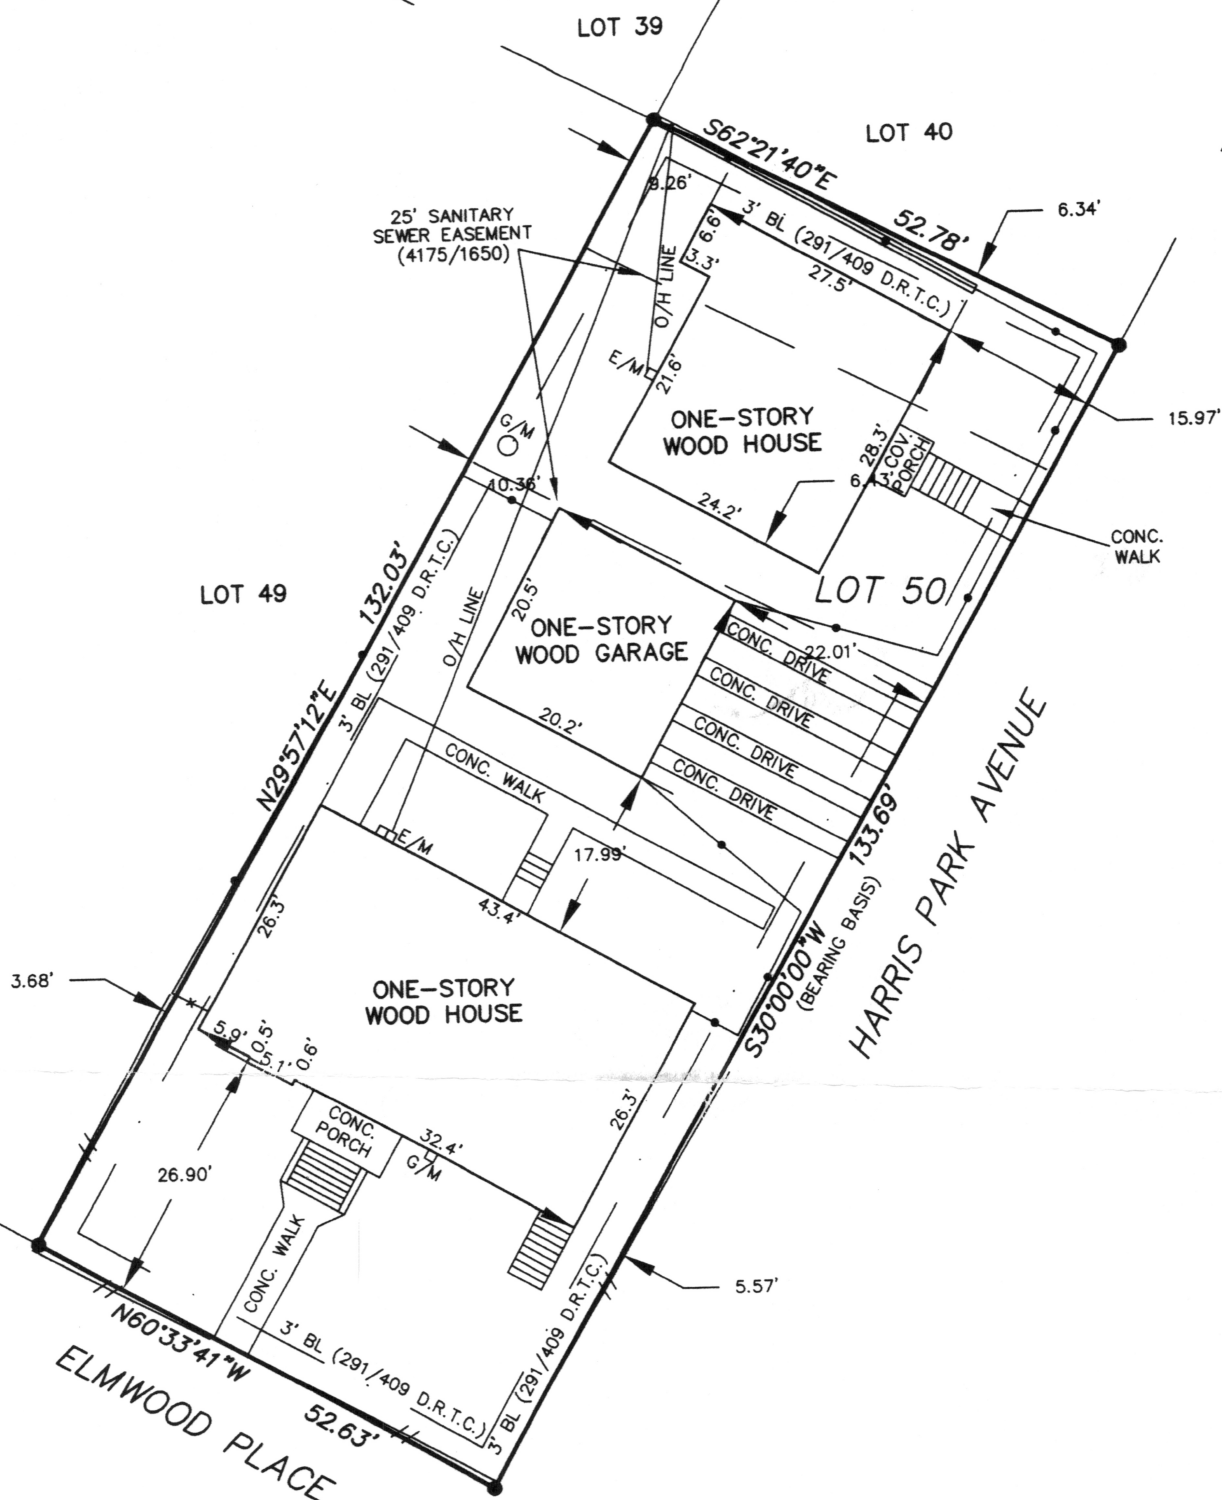 LOT 39
LOT 40
S62°21'40"E
52.78'
6.34'
9.26'
25' SANITARY
SEWER EASEMENT
(4175/1650)
3' BL (291/409 D.R.T.C.)
6.6'
3.3'
27.5'
O/H LINE
E/M
21.6'
ONE-STORY
WOOD HOUSE
15.97'
G/M
28.3'
COV.
PORCH
6.43'
10.36'
24.2'
CONC.
WALK
LOT 50
LOT 49
132.03'
N29°57'12"E
3' BL (291/409 D.R.T.C.)
O/H LINE
20.5'
ONE-STORY
WOOD GARAGE
20.2'
CONC. DRIVE
22.01'
CONC. DRIVE
CONC. DRIVE
CONC. DRIVE
CONC. WALK
E/M
17.99'
133.69'
S30°00'00"W
(BEARING BASIS)
HARRIS PARK AVENUE
43.4'
26.3'
ONE-STORY
WOOD HOUSE
3.68'
5.9'
0.5'
5.1'
0.6'
26.3'
CONC.
PORCH
32.4'
G/M
26.90'
CONC. WALK
5.57'
3' BL (291/409 D.R.T.C.)
3' BL (291/409 D.R.T.C.)
N60°33'41"W
52.63'
ELMWOOD PLACE